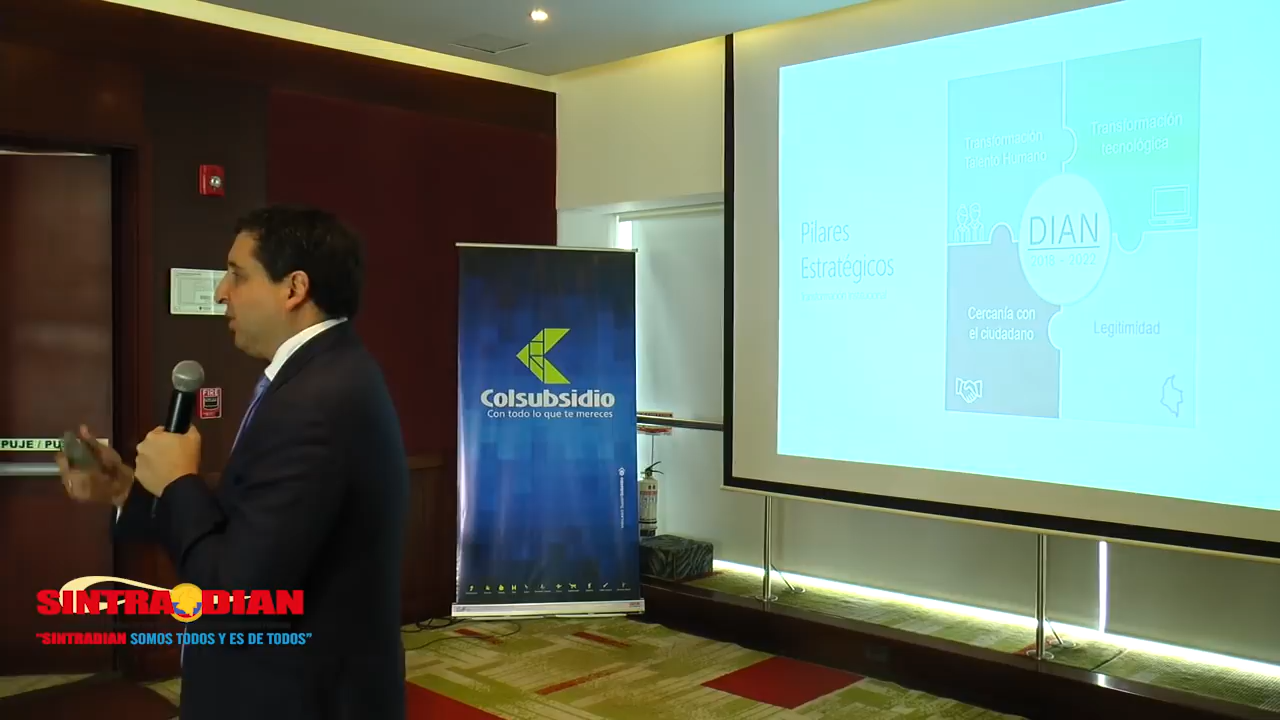 Transformación
Talento Humano
Transformación
tecnológica
Pilares
Estratégicos
DIAN
2018 - 2022
Cercanía con
el ciudadano
Legitimidad
Colsubsidio
Con todo lo que te mereces
FIRE
PUJE / PU
SINTRADIAN
"SINTRADIAN SOMOS TODOS Y ES DE TODOS"